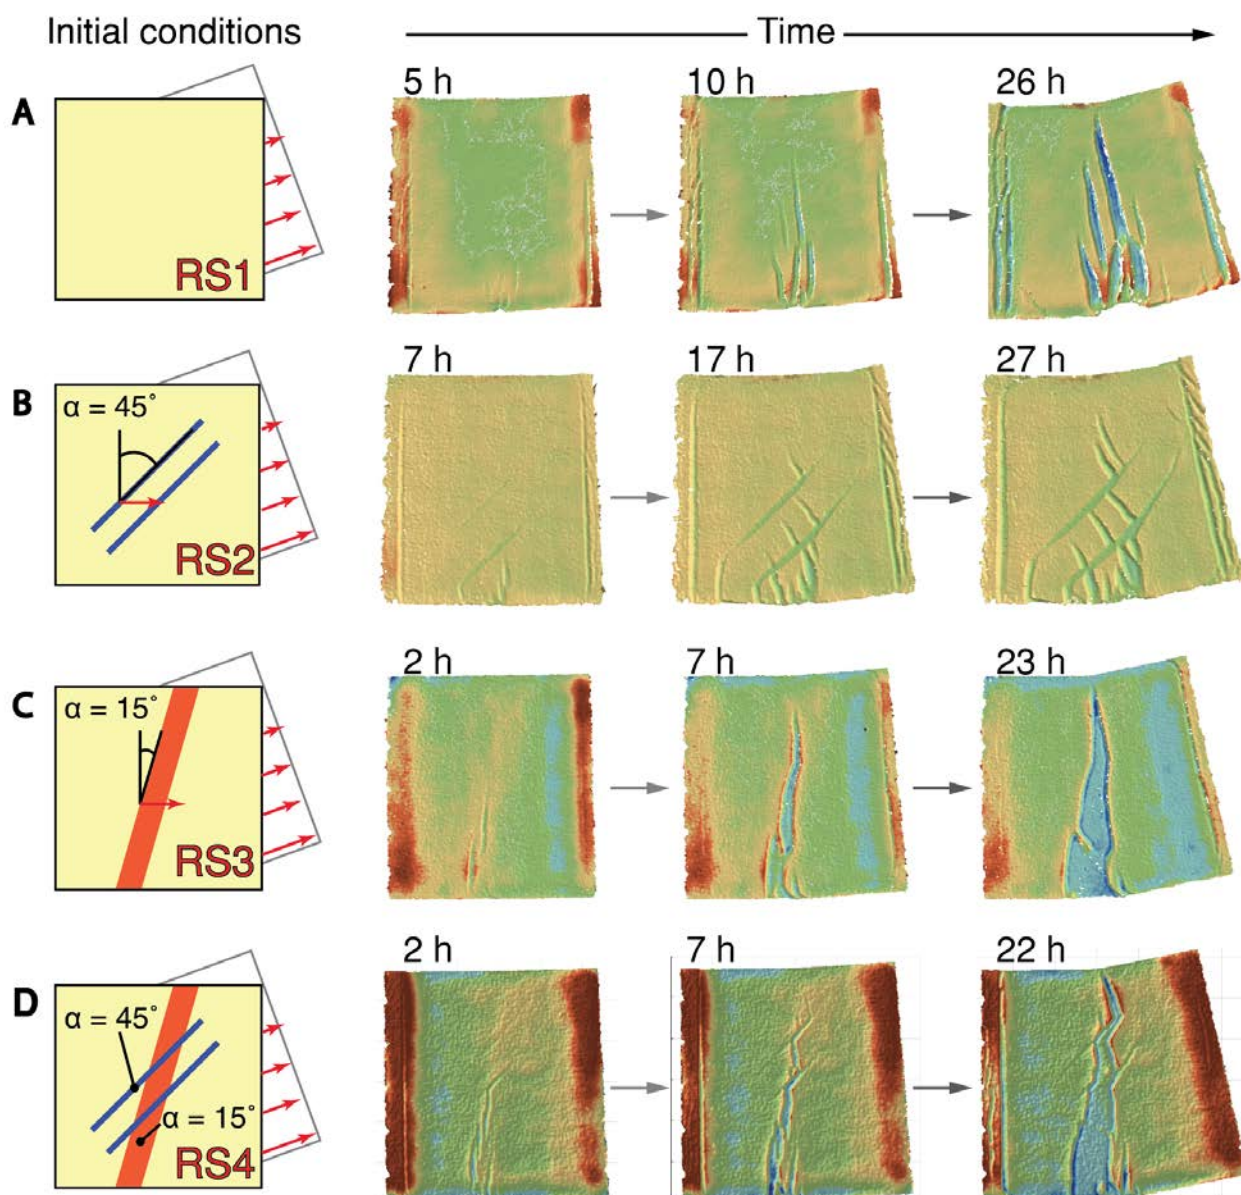 Initial conditions
Time
A
RS1
5 h
10 h
26 h
B
α = 45°
RS2
7 h
17 h
27 h
C
α = 15°
RS3
2 h
7 h
23 h
D
α = 45°
α = 15°
RS4
2 h
7 h
22 h